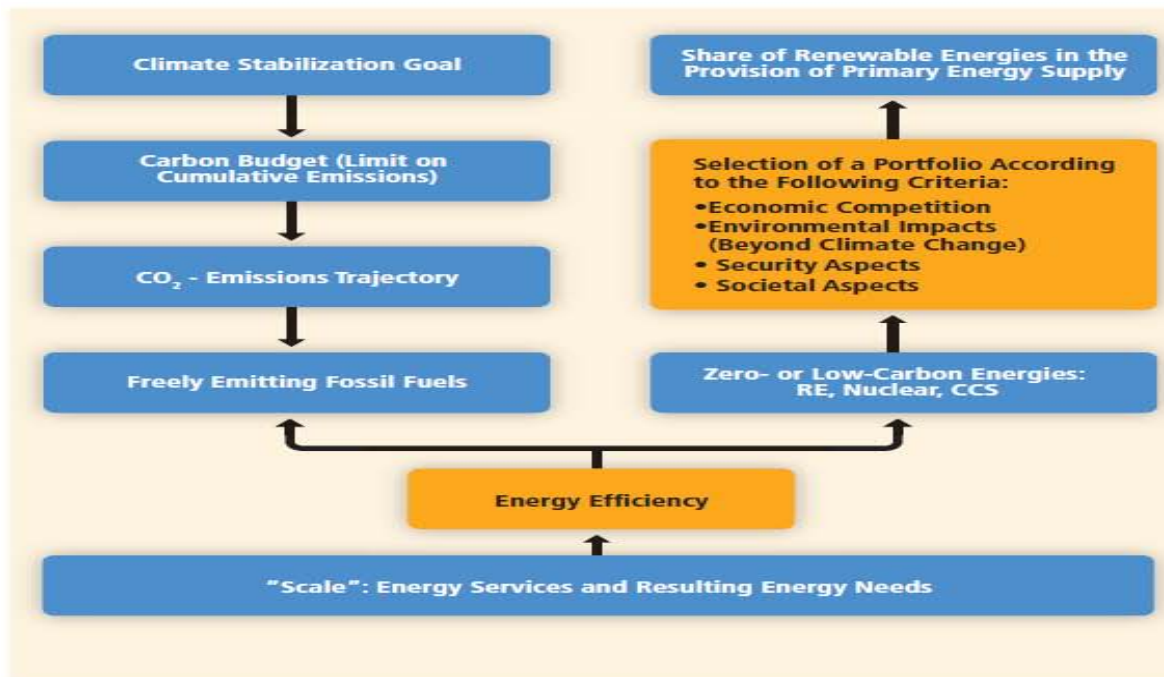 Climate Stabilization Goal
Carbon Budget (Limit on
Cumulative Emissions)
CO₂ - Emissions Trajectory
Freely Emitting Fossil Fuels
Share of Renewable Energies in the
Provision of Primary Energy Supply
Selection of a Portfolio According
to the Following Criteria:
•Economic Competition
•Environmental Impacts
(Beyond Climate Change)
• Security Aspects
• Societal Aspects
Zero- or Low-Carbon Energies:
RE, Nuclear, CCS
Energy Efficiency
“Scale”: Energy Services and Resulting Energy Needs